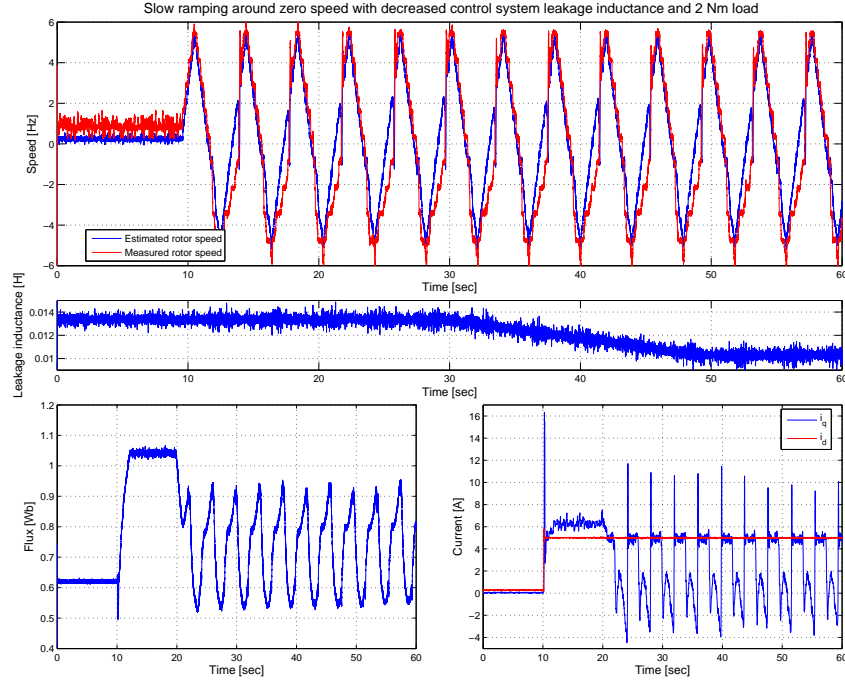 Slow ramping around zero speed with decreased control system leakage inductance and 2 Nm load
6
4
2
0
−2
−4
−6
Speed [Hz]
Estimated rotor speed
Measured rotor speed
0 10 20 30 40 50 60
Time [sec]
Leakage inductance [H]
0.014
0.012
0.01
0 10 20 30 40 50 60
Time [sec]
1.2
1.1
1
0.9
0.8
0.7
0.6
0.5
0.4
Flux [Wb]
0 10 20 30 40 50 60
Time [sec]
16
14
12
10
8
6
4
2
0
−2
−4
Current [A]
i_q
i_d
0 10 20 30 40 50 60
Time [sec]